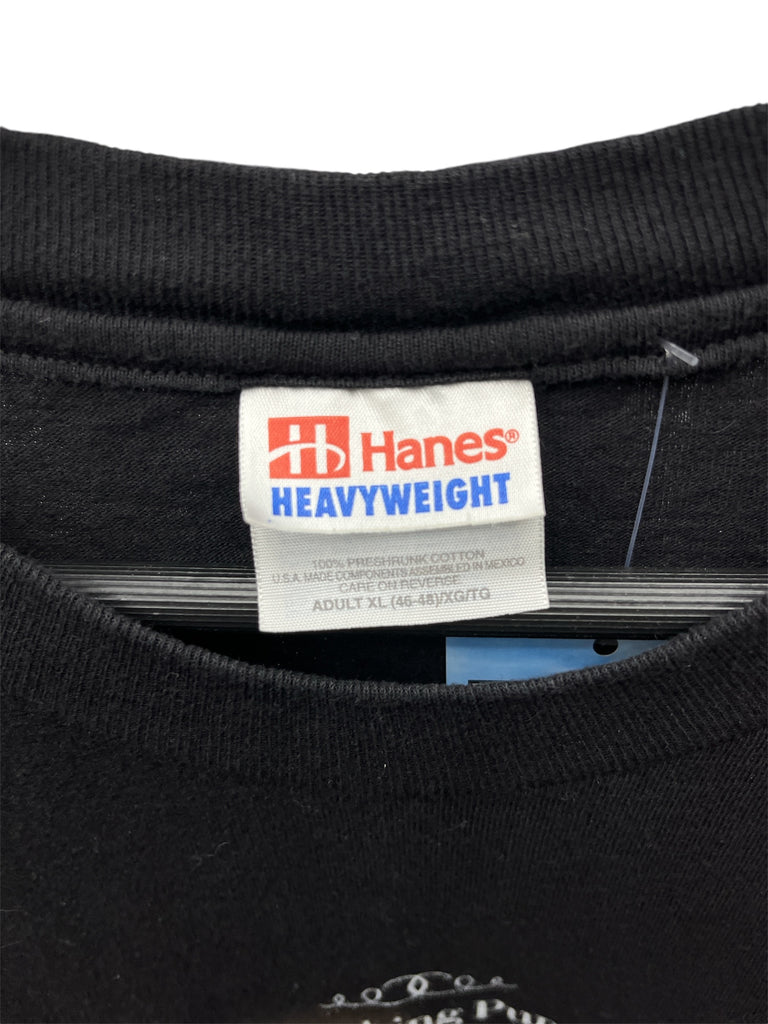 Hanes®
HEAVYWEIGHT
100% PRESHRUNK COTTON
U.S.A. MADE COMPONENTS ASSEMBLED IN MEXICO
CARE ON REVERSE
ADULT XL (46-48)/XG/TG